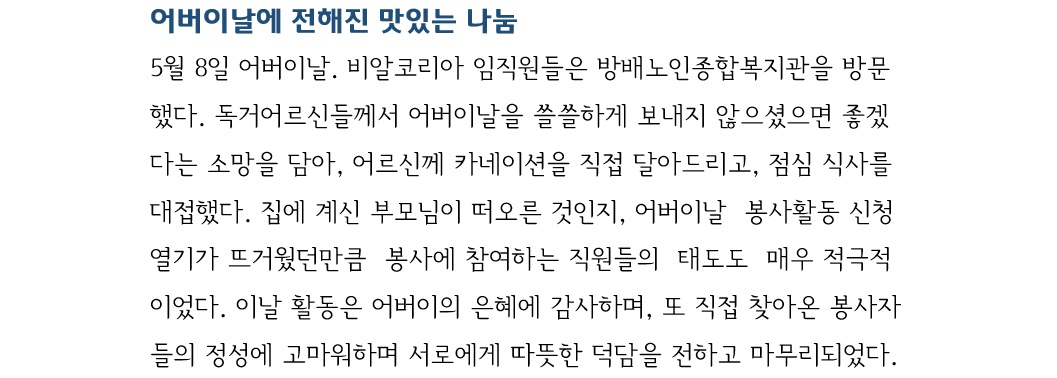 어버이날에 전해진 맛있는 나눔
5월 8일 어버이날. 비알코리아 임직원들은 방배노인종합복지관을 방문
했다. 독거어르신들께서 어버이날을 쓸쓸하게 보내지 않으셨으면 좋겠
다는 소망을 담아, 어르신께 카네이션을 직접 달아드리고, 점심 식사를
대접했다. 집에 계신 부모님이 떠오른 것인지, 어버이날  봉사활동 신청
열기가 뜨거웠던만큼  봉사에 참여하는 직원들의  태도도  매우 적극적
이었다. 이날 활동은 어버이의 은혜에 감사하며, 또 직접 찾아온 봉사자
들의 정성에 고마워하며 서로에게 따뜻한 덕담을 전하고 마무리되었다.